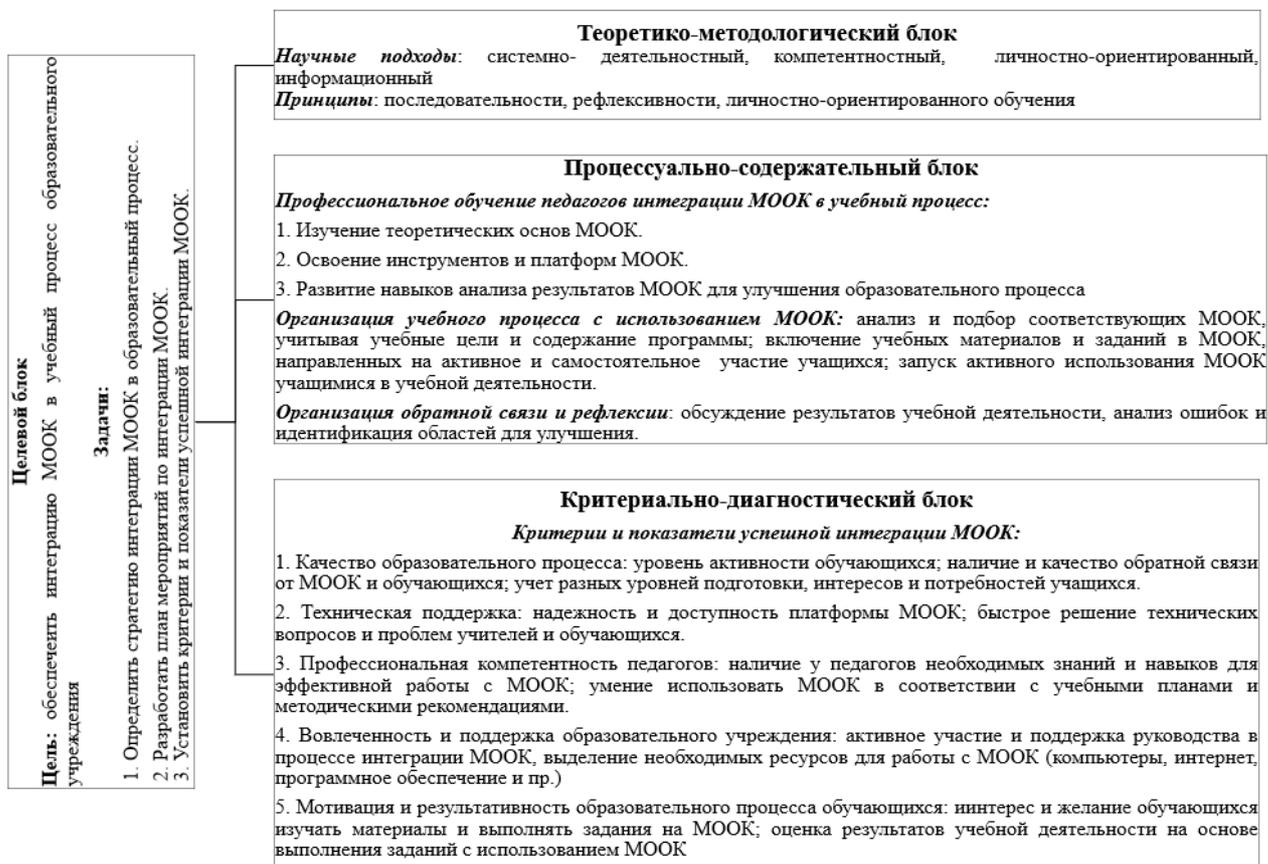 Целевой блок
Цель: обеспечеить интеграцию МООК в учебный процесс образовательного
учреждения
Задачи:
1. Определить стратегию интеграции МООК в образовательный процесс.
2. Разработать план мероприятий по интеграции МООК.
3. Установить критерии и показатели успешной интеграции МООК.
Теоретико-методологический блок
Научные подходы: системно- деятельностный, компетентностный, личностно-ориентированный,
информационный
Принципы: последовательности, рефлексивности, личностно-ориентированного обучения
Процессуально-содержательный блок
Профессиональное обучение педагогов интеграции МООК в учебный процесс:
1. Изучение теоретических основ МООК.
2. Освоение инструментов и платформ МООК.
3. Развитие навыков анализа результатов МООК для улучшения образовательного процесса
Организация учебного процесса с использованием МООК: анализ и подбор соответствующих МООК,
учитывая учебные цели и содержание программы; включение учебных материалов и заданий в МООК,
направленных на активное и самостоятельное участие учащихся; запуск активного использования МООК
учащимися в учебной деятельности.
Организация обратной связи и рефлексии: обсуждение результатов учебной деятельности, анализ ошибок и
идентификация областей для улучшения.
Критериально-диагностический блок
Критерии и показатели успешной интеграции МООК:
1. Качество образовательного процесса: уровень активности обучающихся; наличие и качество обратной связи
от МООК и обучающихся; учет разных уровней подготовки, интересов и потребностей учащихся.
2. Техническая поддержка: надежность и доступность платформы МООК; быстрое решение технических
вопросов и проблем учителей и обучающихся.
3. Профессиональная компетентность педагогов: наличие у педагогов необходимых знаний и навыков для
эффективной работы с МООК; умение использовать МООК в соответствии с учебными планами и
методическими рекомендациями.
4. Вовлеченность и поддержка образовательного учреждения: активное участие и поддержка руководства в
процессе интеграции МООК, выделение необходимых ресурсов для работы с МООК (компьютеры, интернет,
программное обеспечение и пр.)
5. Мотивация и результативность образовательного процесса обучающихся: иинтерес и желание обучающихся
изучать материалы и выполнять задания на МООК; оценка результатов учебной деятельности на основе
выполнения заданий с использованием МООК